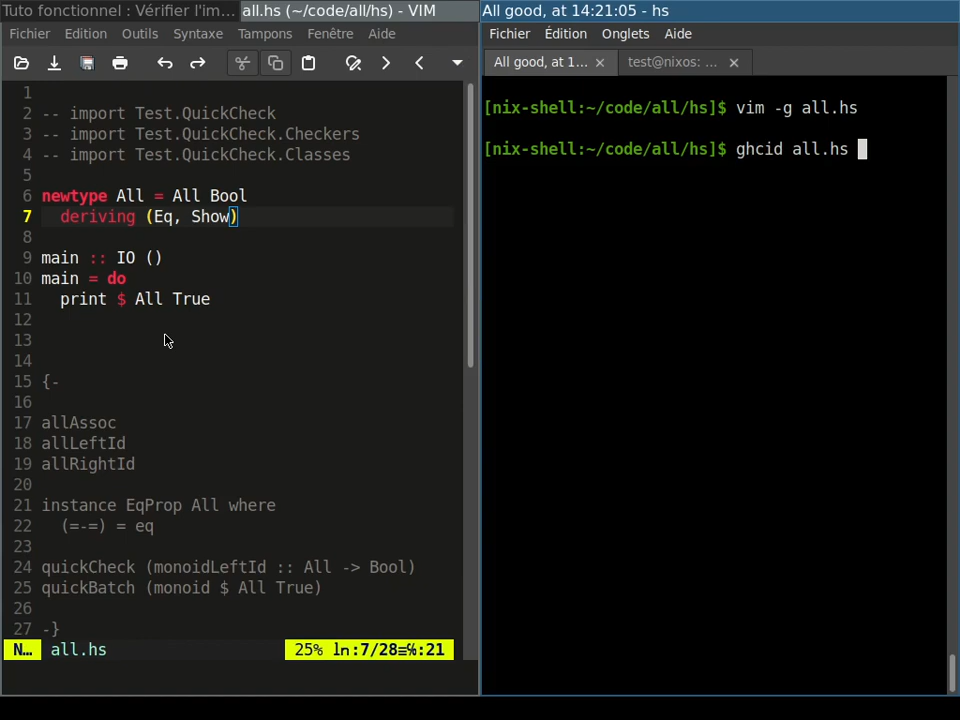 Tuto fonctionnel : Vérifier l'im...
all.hs (~/code/all/hs) - VIM
Fichier Edition Outils Syntaxe Tampons Fenêtre Aide
1
2 -- import Test.QuickCheck
3 -- import Test.QuickCheck.Checkers
4 -- import Test.QuickCheck.Classes
5
6 newtype All = All Bool
7   deriving (Eq, Show)
8
9 main :: IO ()
10 main = do
11   print $ All True
12
13
14
15 {-
16
17 allAssoc
18 allLeftId
19 allRightId
20
21 instance EqProp All where
22   (=-=) = eq
23
24 quickCheck (monoidLeftId :: All -> Bool)
25 quickBatch (monoid $ All True)
26
27 -}
N... all.hs 25% ln:7/28≡℅:21
All good, at 14:21:05 - hs
Fichier Édition Onglets Aide
All good, at 1... × test@nixos: ... ×
[nix-shell:~/code/all/hs]$ vim -g all.hs
[nix-shell:~/code/all/hs]$ ghcid all.hs